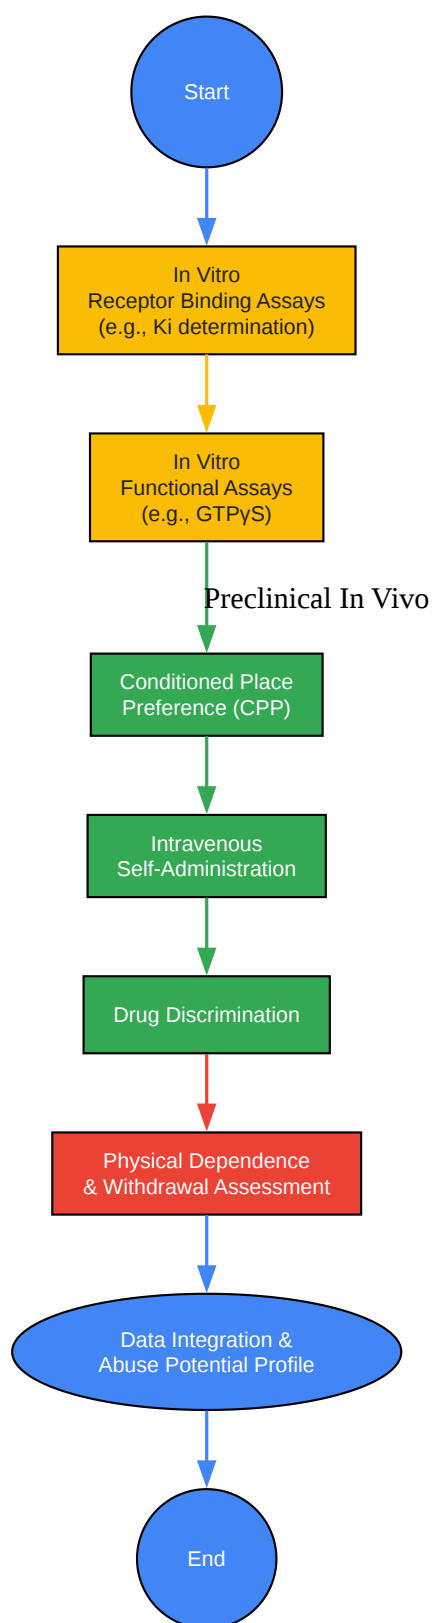 Start
In Vitro
Receptor Binding Assays
(e.g., Ki determination)
In Vitro
Functional Assays
(e.g., GTPγS)
Preclinical In Vivo
Conditioned Place
Preference (CPP)
Intravenous
Self-Administration
Drug Discrimination
Physical Dependence
& Withdrawal Assessment
Data Integration &
Abuse Potential Profile
End